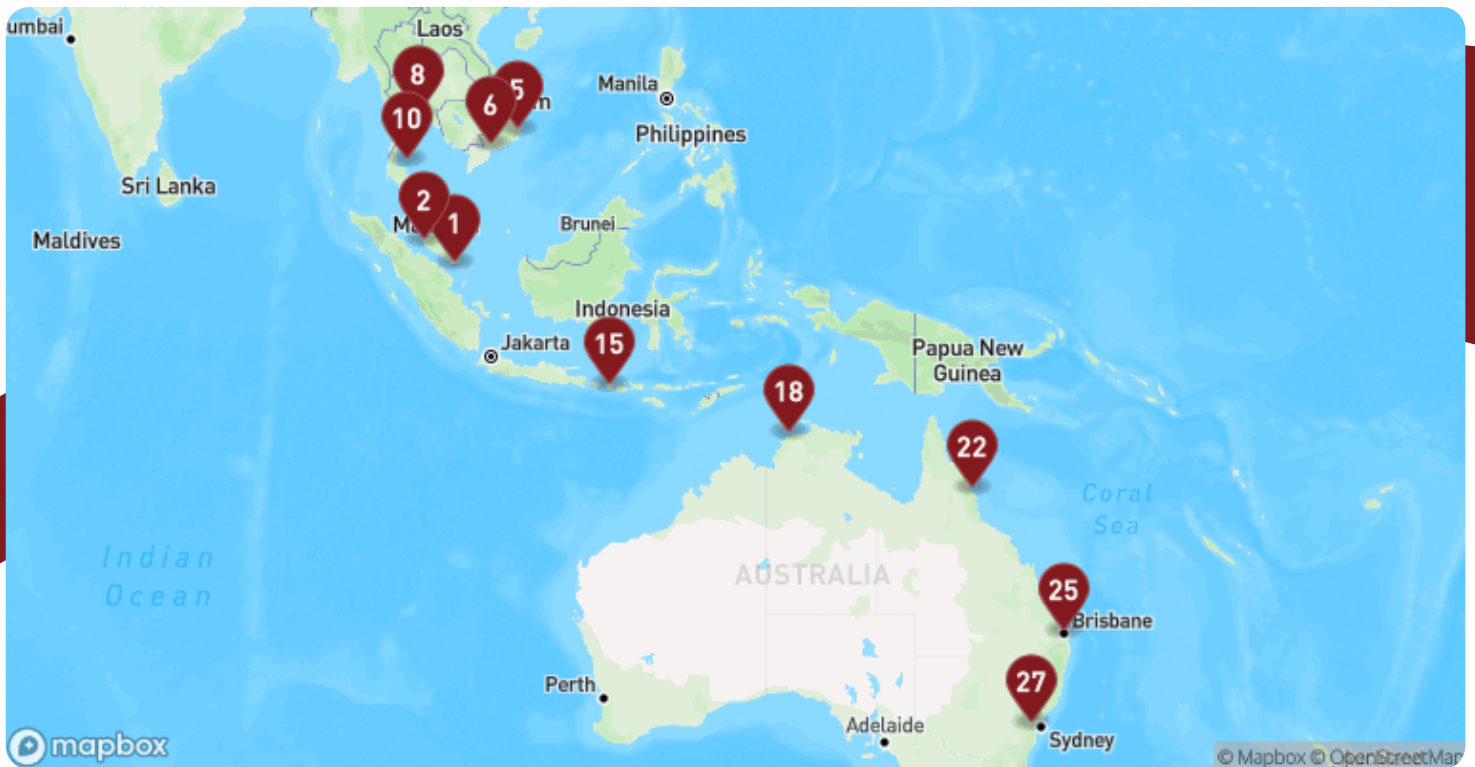 umbai
Laos
8
5
6
m
10
Manila
Philippines
Sri Lanka
2
1
Maldives
Brunei
Indonesia
Jakarta
15
Papua New
Guinea
18
22
Coral
Sea
Indian
Ocean
AUSTRALIA
25
Brisbane
27
Perth
Adelaide
Sydney
mapbox
© Mapbox © OpenStreetMap